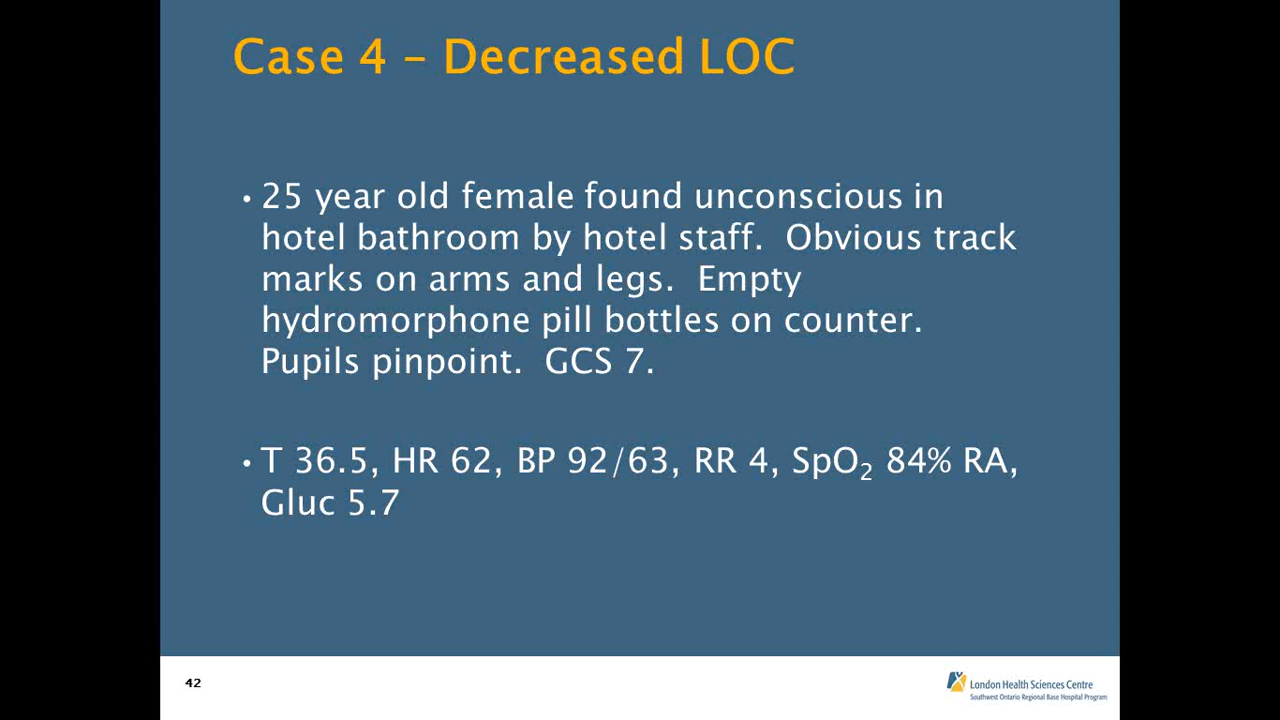 Case 4 – Decreased LOC
• 25 year old female found unconscious in
hotel bathroom by hotel staff.  Obvious track
marks on arms and legs.  Empty
hydromorphone pill bottles on counter.
Pupils pinpoint.  GCS 7.
• T 36.5, HR 62, BP 92/63, RR 4, SpO₂ 84% RA,
Gluc 5.7
42
London Health Sciences Centre
Southwest Ontario Regional Base Hospital Program